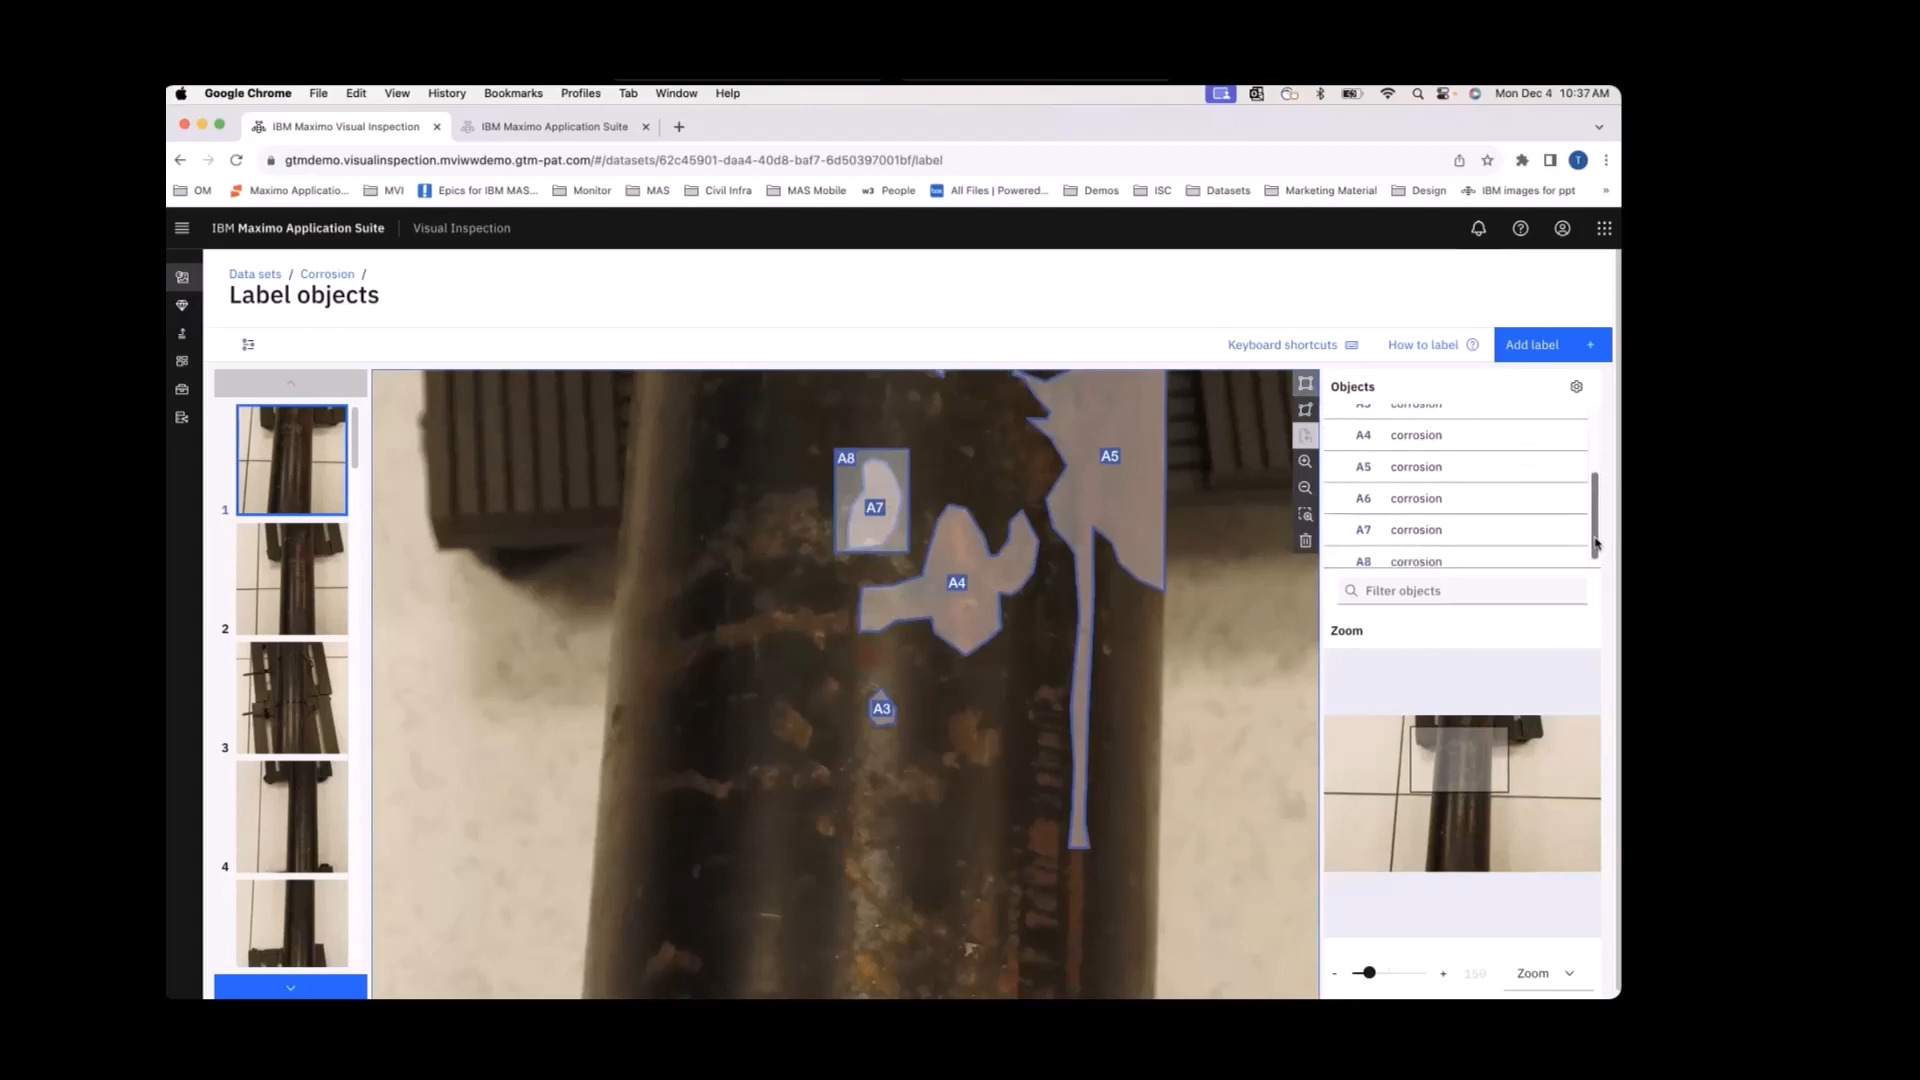 Google Chrome File Edit View History Bookmarks Profiles Tab Window Help Mon Dec 4 10:37 AM
IBM Maximo Visual Inspection IBM Maximo Application Suite
gtmdemo.visualinspection.mviwwdemo.gtm-pat.com/#/datasets/62c45901-daa4-40d8-baf7-6d50397001bf/label
OM Maximo Applicatio... MVI Epics for IBM MAS... Monitor MAS Civil Infra MAS Mobile w3 People All Files | Powered... Demos ISC Datasets Marketing Material Design IBM images for ppt »
IBM Maximo Application Suite Visual Inspection
Data sets / Corrosion /
Label objects
Keyboard shortcuts How to label Add label +
Objects
A3 corrosion
A4 corrosion
A5 corrosion
A6 corrosion
A7 corrosion
A8 corrosion
Filter objects
Zoom
- + 150 Zoom
1
2
3
4
A8
A7
A5
A4
A3